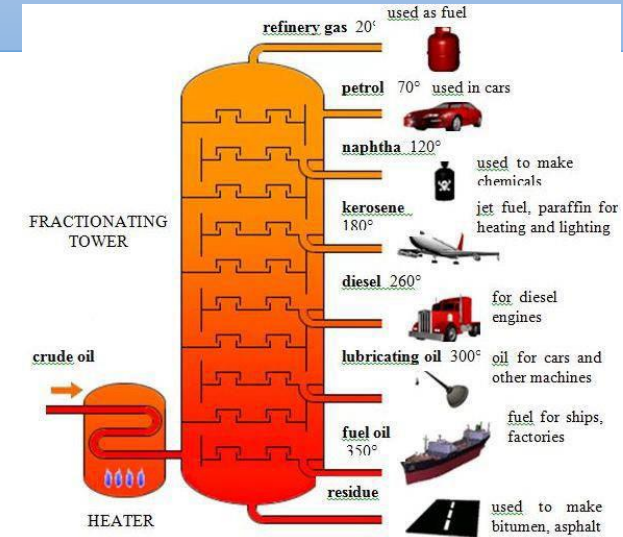 used as fuel
refinery gas 20°
petrol 70° used in cars
naphtha 120°
used to make
chemicals
kerosene
180°
jet fuel, paraffin for
heating and lighting
FRACTIONATING
TOWER
diesel 260°
for diesel
engines
crude oil
lubricating oil 300°
oil for cars and
other machines
fuel oil
350°
fuel for ships,
factories
residue
used to make
bitumen, asphalt
HEATER